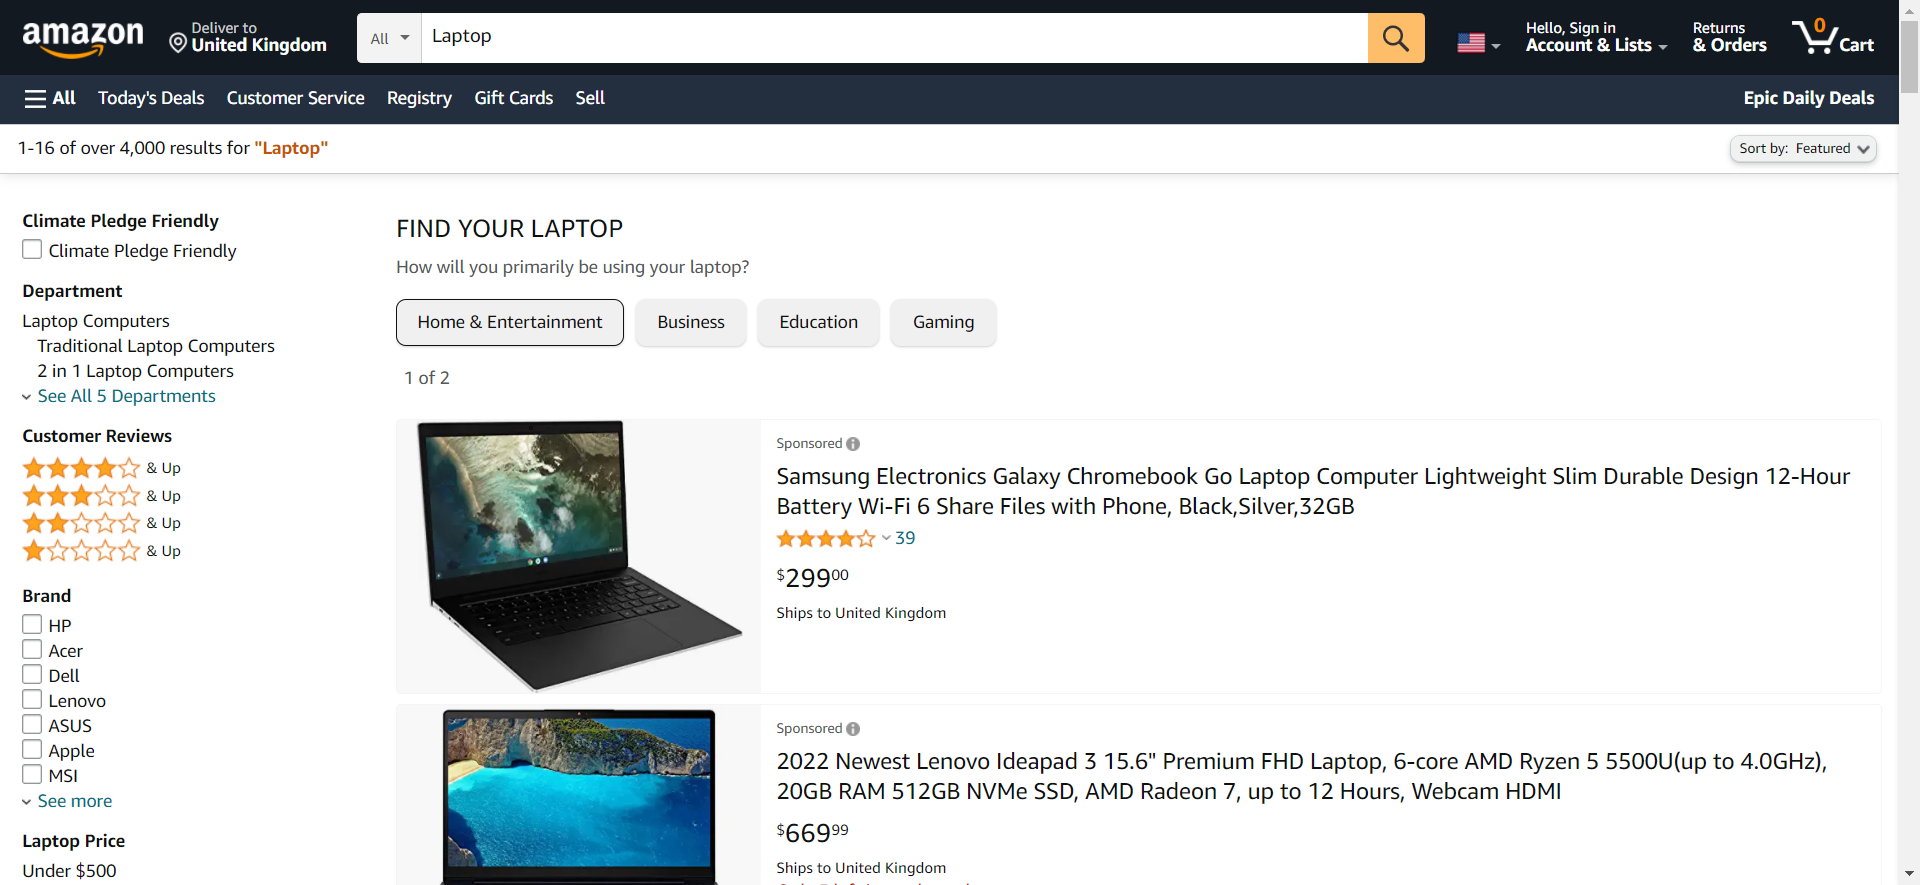 amazon
Deliver to
United Kingdom
All
Laptop
Hello, Sign in
Account & Lists
Returns
& Orders
0
Cart
All
Today's Deals
Customer Service
Registry
Gift Cards
Sell
Epic Daily Deals
1-16 of over 4,000 results for "Laptop"
Sort by: Featured
Climate Pledge Friendly
Climate Pledge Friendly
Department
Laptop Computers
Traditional Laptop Computers
2 in 1 Laptop Computers
See All 5 Departments
Customer Reviews
& Up
& Up
& Up
& Up
Brand
HP
Acer
Dell
Lenovo
ASUS
Apple
MSI
See more
Laptop Price
Under $500
FIND YOUR LAPTOP
How will you primarily be using your laptop?
Home & Entertainment
Business
Education
Gaming
1 of 2
Sponsored
Samsung Electronics Galaxy Chromebook Go Laptop Computer Lightweight Slim Durable Design 12-Hour
Battery Wi-Fi 6 Share Files with Phone, Black,Silver,32GB
39
$29900
Ships to United Kingdom
Sponsored
2022 Newest Lenovo Ideapad 3 15.6" Premium FHD Laptop, 6-core AMD Ryzen 5 5500U(up to 4.0GHz),
20GB RAM 512GB NVMe SSD, AMD Radeon 7, up to 12 Hours, Webcam HDMI
$66999
Ships to United Kingdom